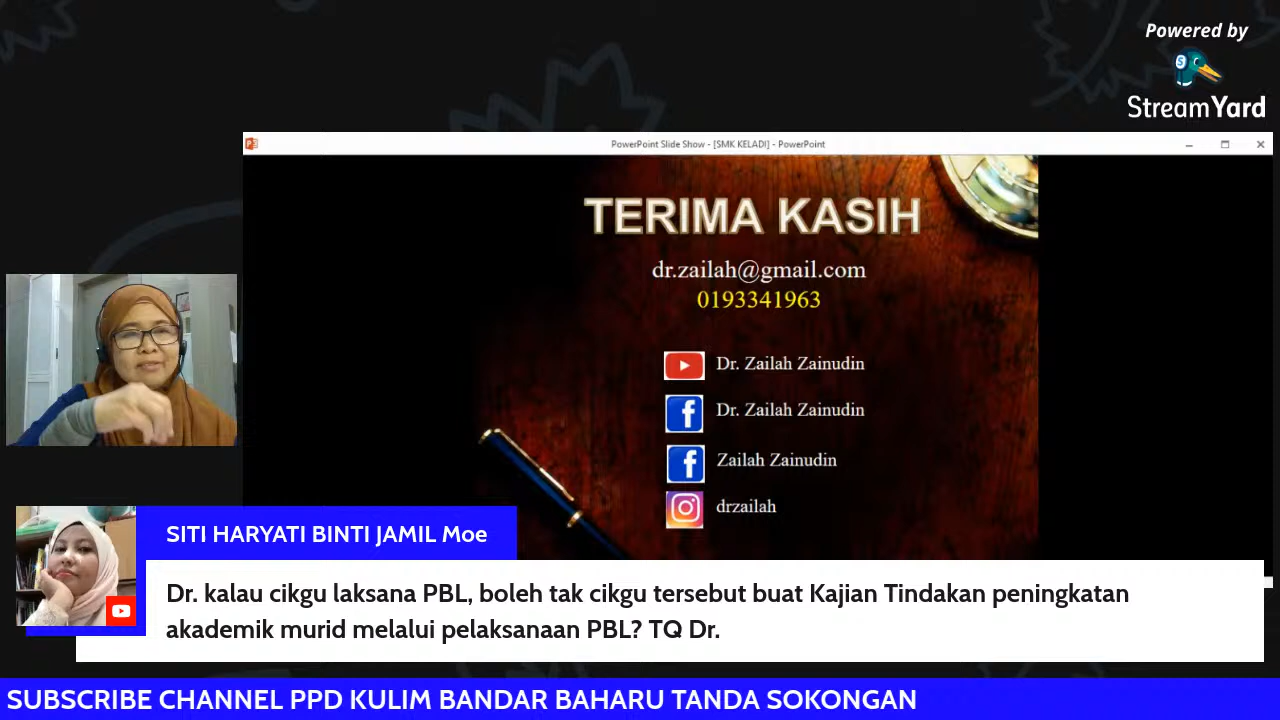 Powered by
StreamYard
PowerPoint Slide Show - [SMK KELADI] - PowerPoint
TERIMA KASIH
dr.zailah@gmail.com
0193341963
Dr. Zailah Zainudin
Dr. Zailah Zainudin
Zailah Zainudin
drzailah
SITI HARYATI BINTI JAMIL Moe
Dr. kalau cikgu laksana PBL, boleh tak cikgu tersebut buat Kajian Tindakan peningkatan
akademik murid melalui pelaksanaan PBL? TQ Dr.
SUBSCRIBE CHANNEL PPD KULIM BANDAR BAHARU TANDA SOKONGAN